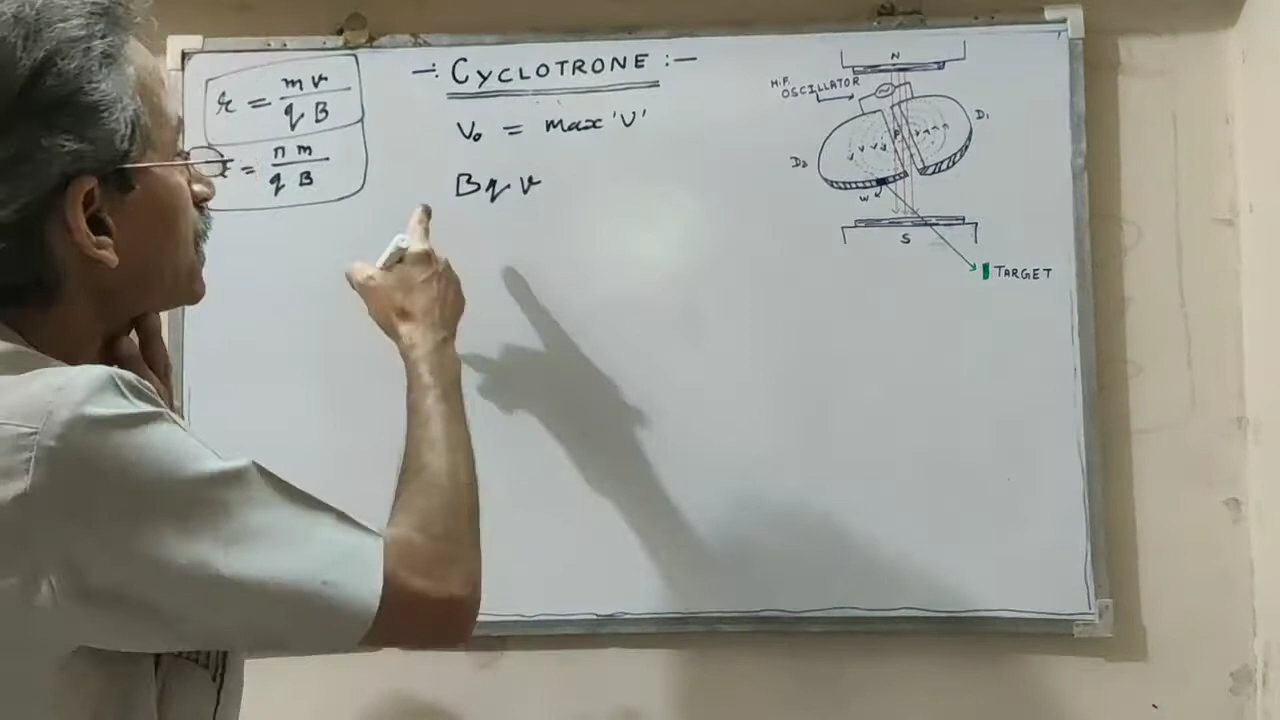 r = mv / qB
t = πm / qB
-: CYCLOTRONE :-
V₀ = max 'v'
Bqv
N
H.F. OSCILLATOR
D₁
D₂
P
W
S
TARGET